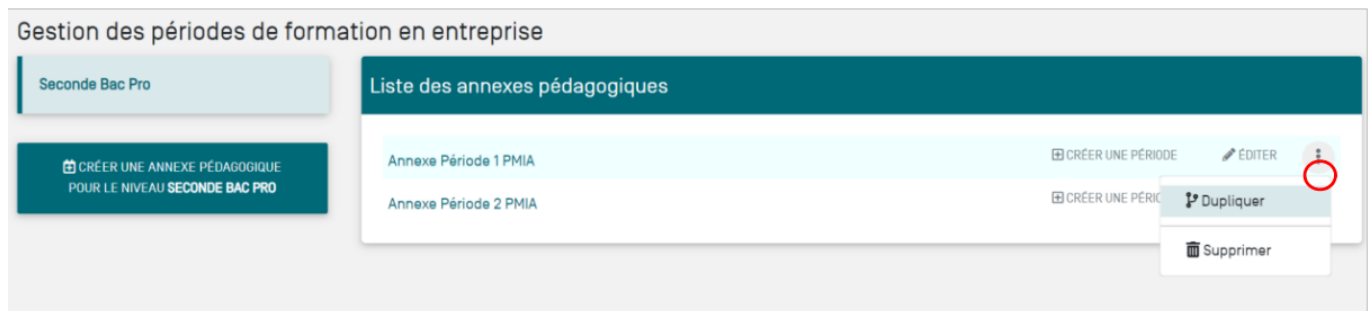 Gestion des périodes de formation en entreprise
Seconde Bac Pro
CRÉER UNE ANNEXE PÉDAGOGIQUE
POUR LE NIVEAU SECONDE BAC PRO
Liste des annexes pédagogiques
Annexe Période 1 PMIA
CRÉER UNE PÉRIODE
ÉDITER
Annexe Période 2 PMIA
CRÉER UNE PÉRIO
Dupliquer
Supprimer